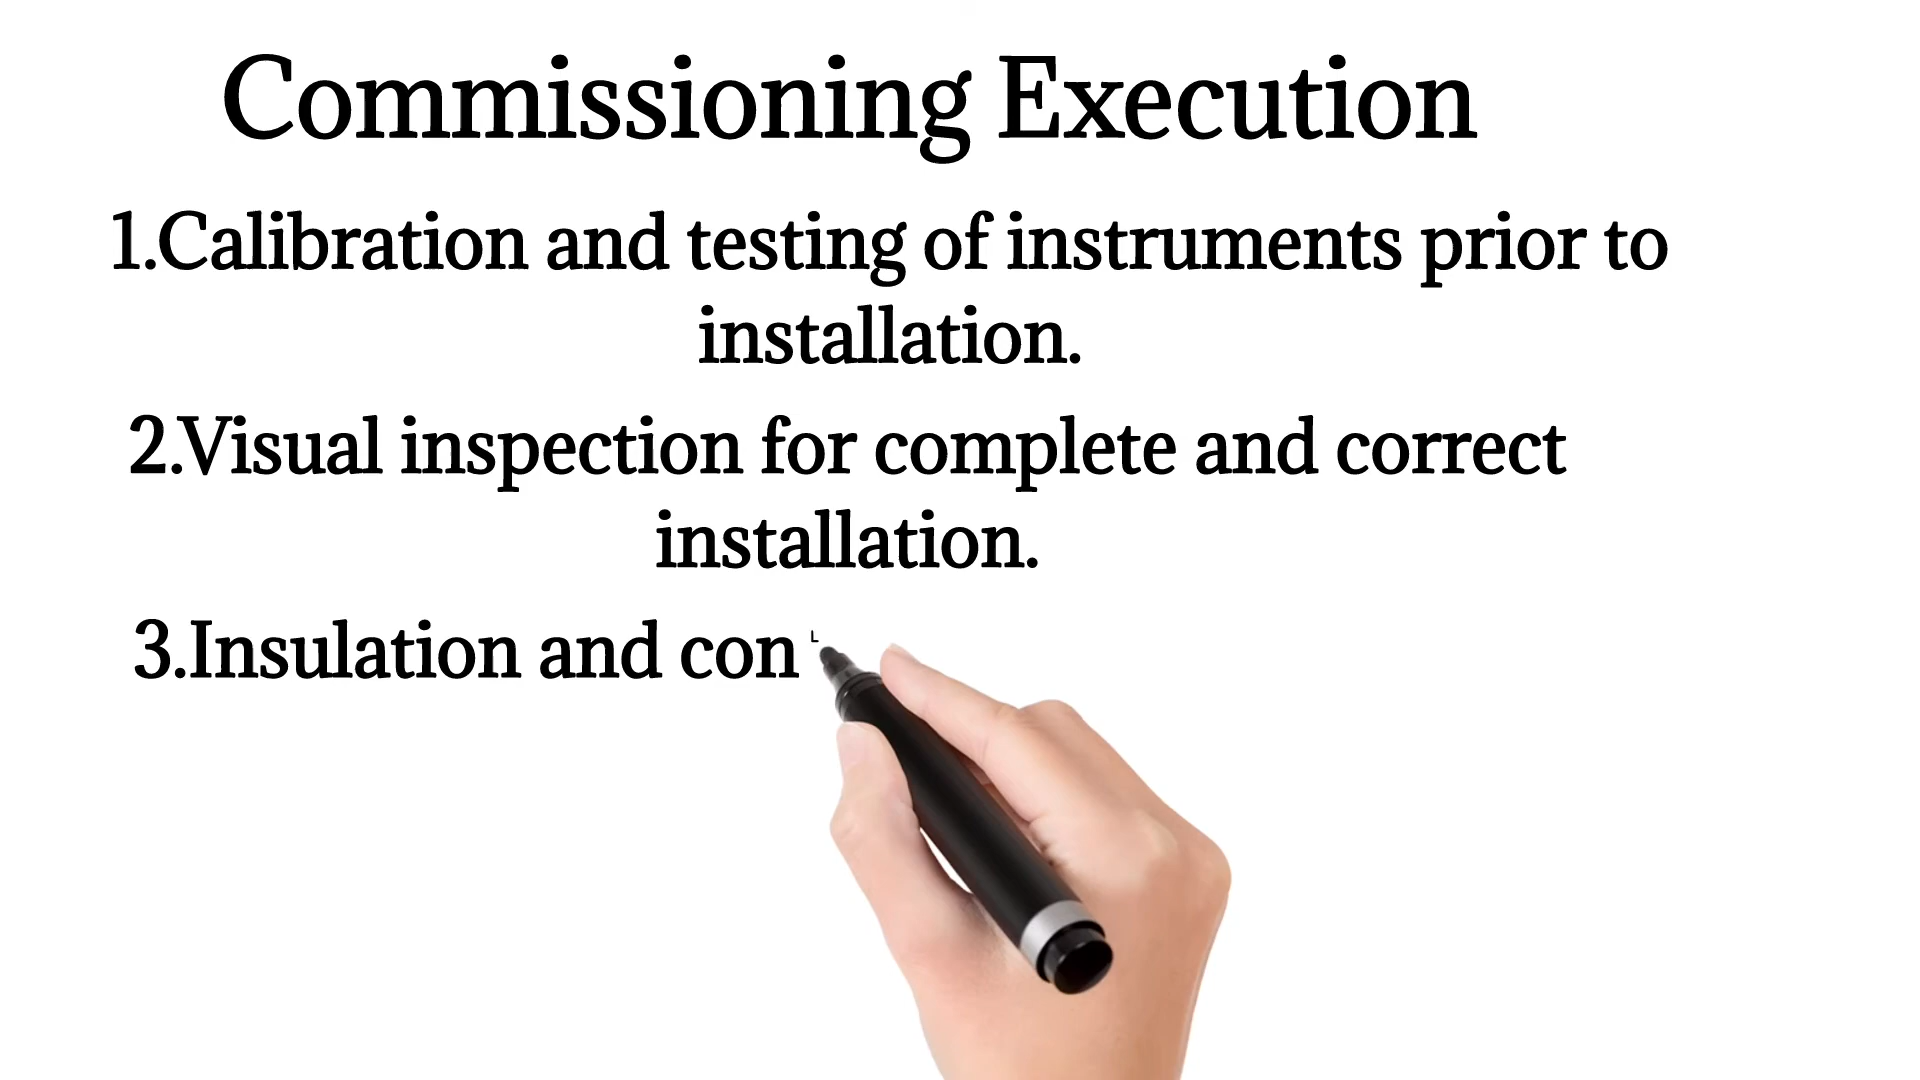 Commissioning Execution
1.Calibration and testing of instruments prior to
installation.
2.Visual inspection for complete and correct
installation.
3.Insulation and con